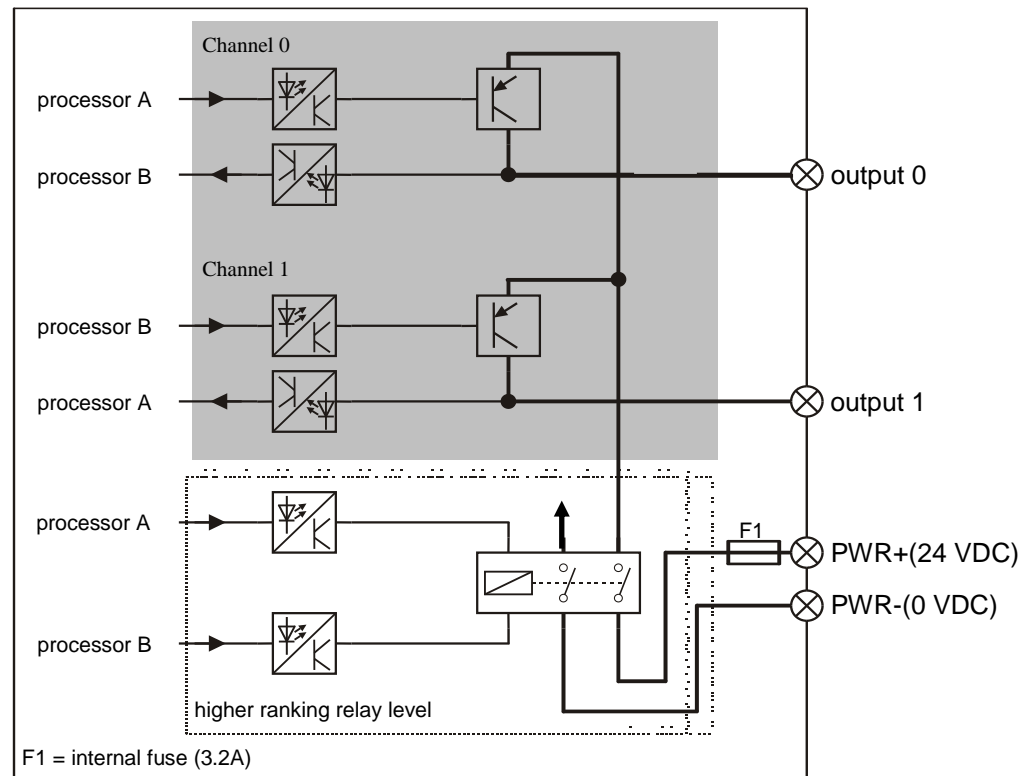 Channel 0
processor A
processor B
output 0
Channel 1
processor B
processor A
output 1
processor A
F1
PWR+(24 VDC)
PWR-(0 VDC)
processor B
higher ranking relay level
F1 = internal fuse (3.2A)